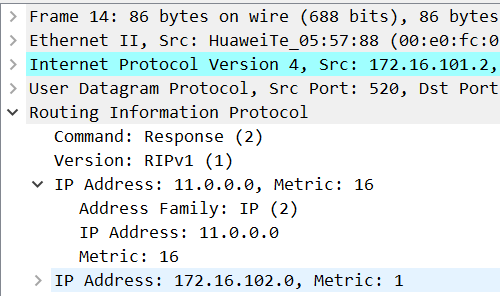 Frame 14: 86 bytes on wire (688 bits), 86 bytes
Ethernet II, Src: HuaweiTe_05:57:88 (00:e0:fc:0
Internet Protocol Version 4, Src: 172.16.101.2,
User Datagram Protocol, Src Port: 520, Dst Port
Routing Information Protocol
Command: Response (2)
Version: RIPv1 (1)
IP Address: 11.0.0.0, Metric: 16
Address Family: IP (2)
IP Address: 11.0.0.0
Metric: 16
IP Address: 172.16.102.0, Metric: 1